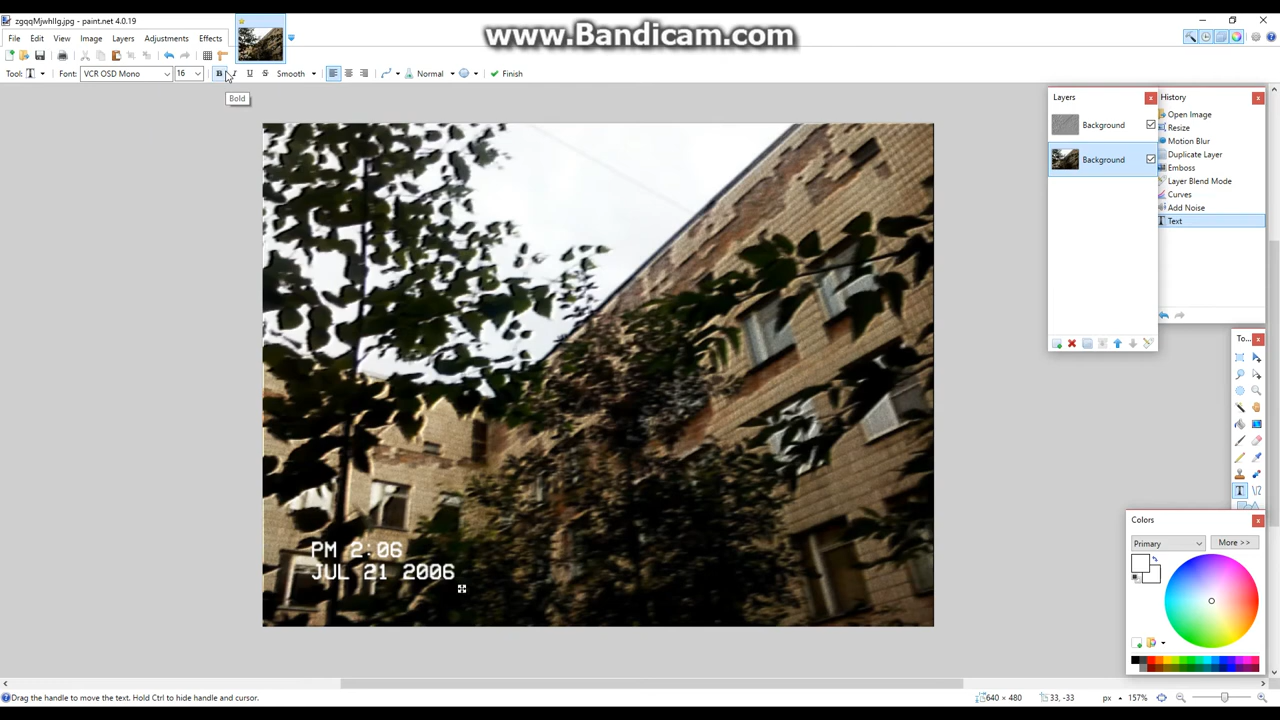 zgqqMjwhIlg.jpg - paint.net 4.0.19
www.Bandicam.com
File Edit View Image Layers Adjustments Effects
Tool: T Font: VCR OSD Mono 16 B I U S Smooth Normal Finish
Bold
Layers
Background
Background
History
Open Image
Resize
Motion Blur
Duplicate Layer
Emboss
Layer Blend Mode
Curves
Add Noise
Text
To...
PM 2:06
JUL 21 2006
Colors
Primary
More >>
Drag the handle to move the text. Hold Ctrl to hide handle and cursor.
640 × 480
33, -33
px
157%